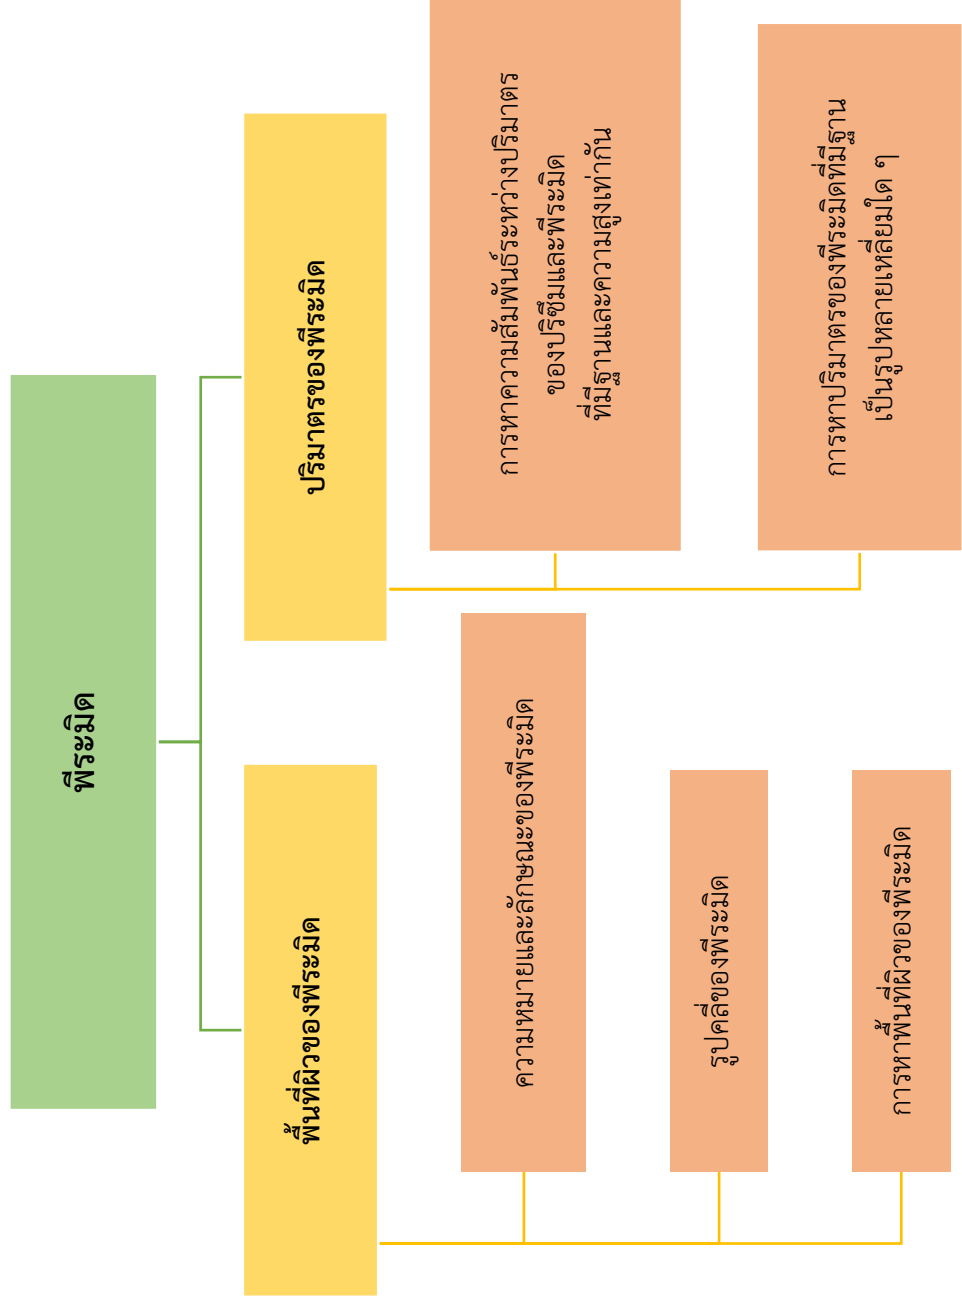 พีระมิด
พื้นที่ผิวของพีระมิด
ความหมายและลักษณะของพีระมิด
รูปคลี่ของพีระมิด
การหาพื้นที่ผิวของพีระมิด
ปริมาตรของพีระมิด
การหาความสัมพันธ์ระหว่างปริมาตร
ของปริซึมและพีระมิด
ที่มีฐานและความสูงเท่ากัน
การหาปริมาตรของพีระมิดที่มีฐาน
เป็นรูปหลายเหลี่ยมใด ๆ